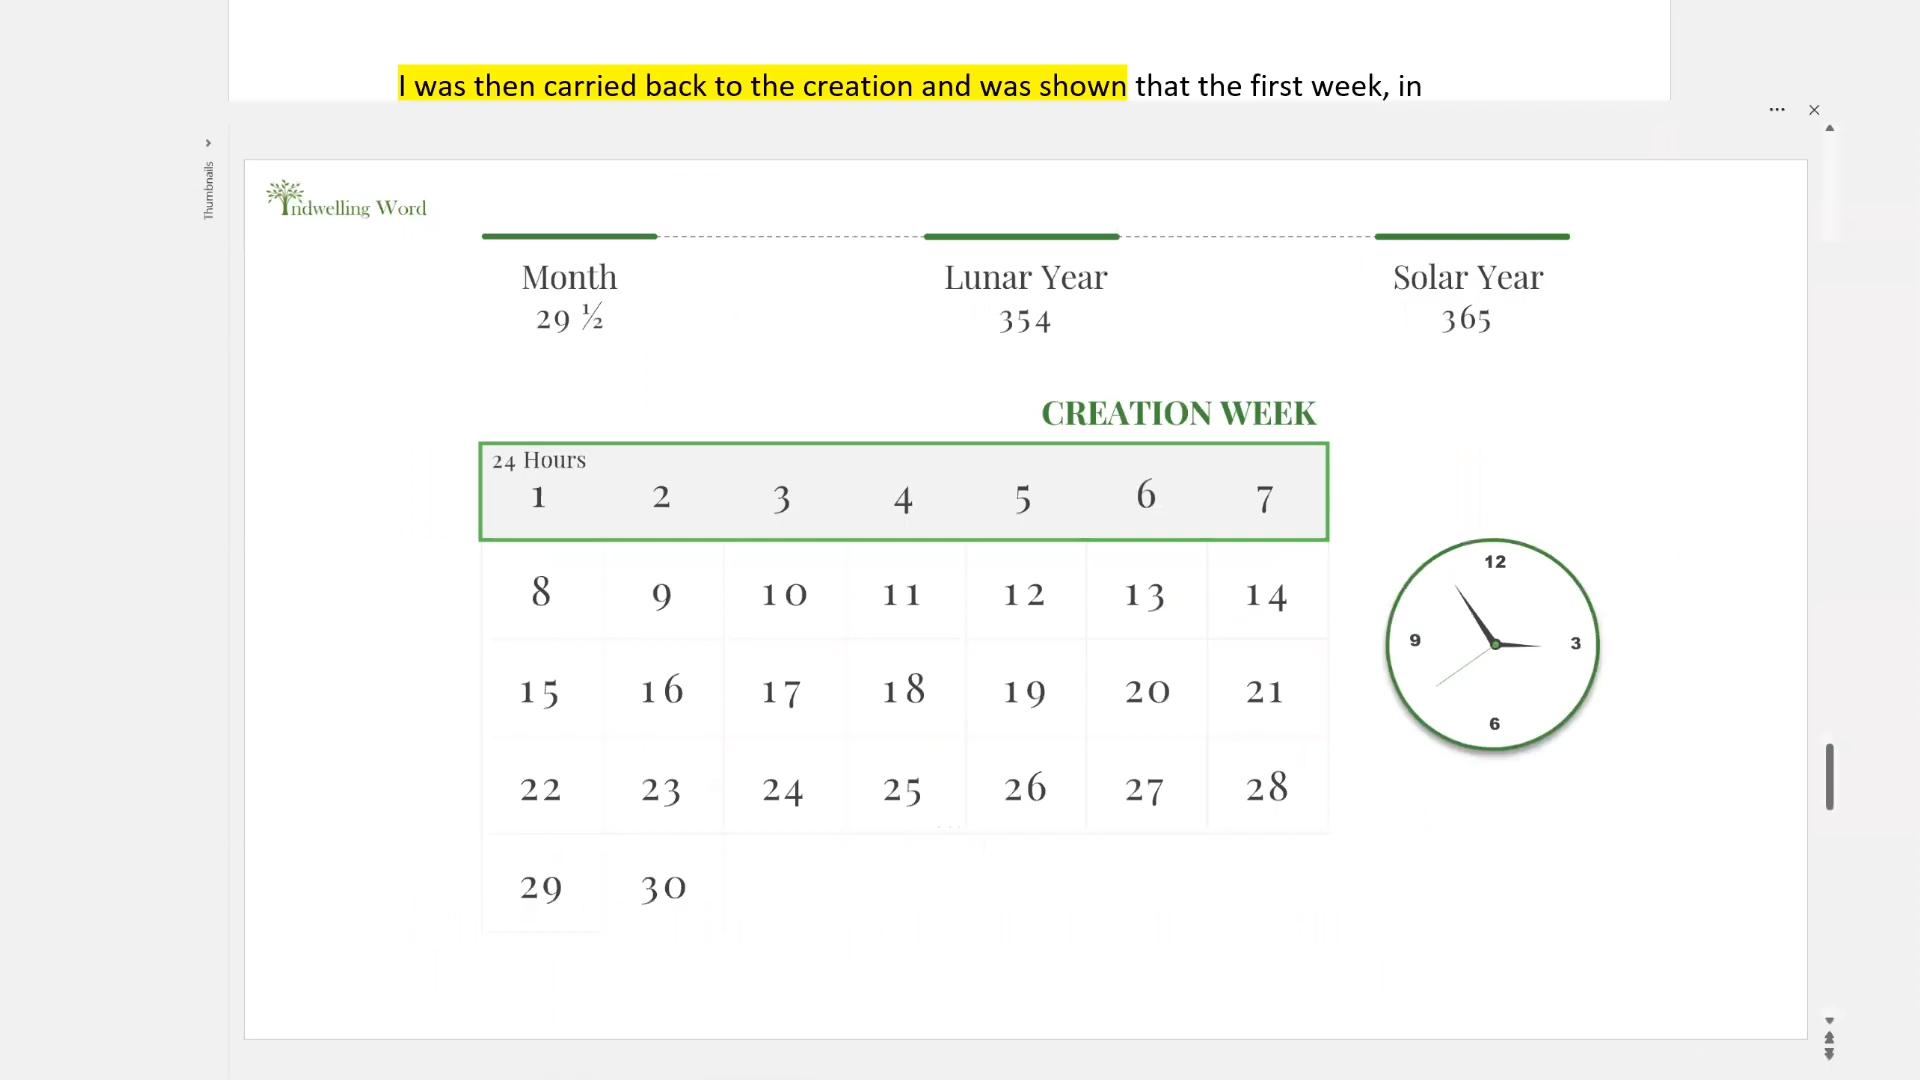 I was then carried back to the creation and was shown that the first week, in
Thumbnails
Indwelling Word
Month
29 ½
Lunar Year
354
Solar Year
365
CREATION WEEK
24 Hours
1 2 3 4 5 6 7
8 9 10 11 12 13 14
15 16 17 18 19 20 21
22 23 24 25 26 27 28
29 30
12
9 3
6